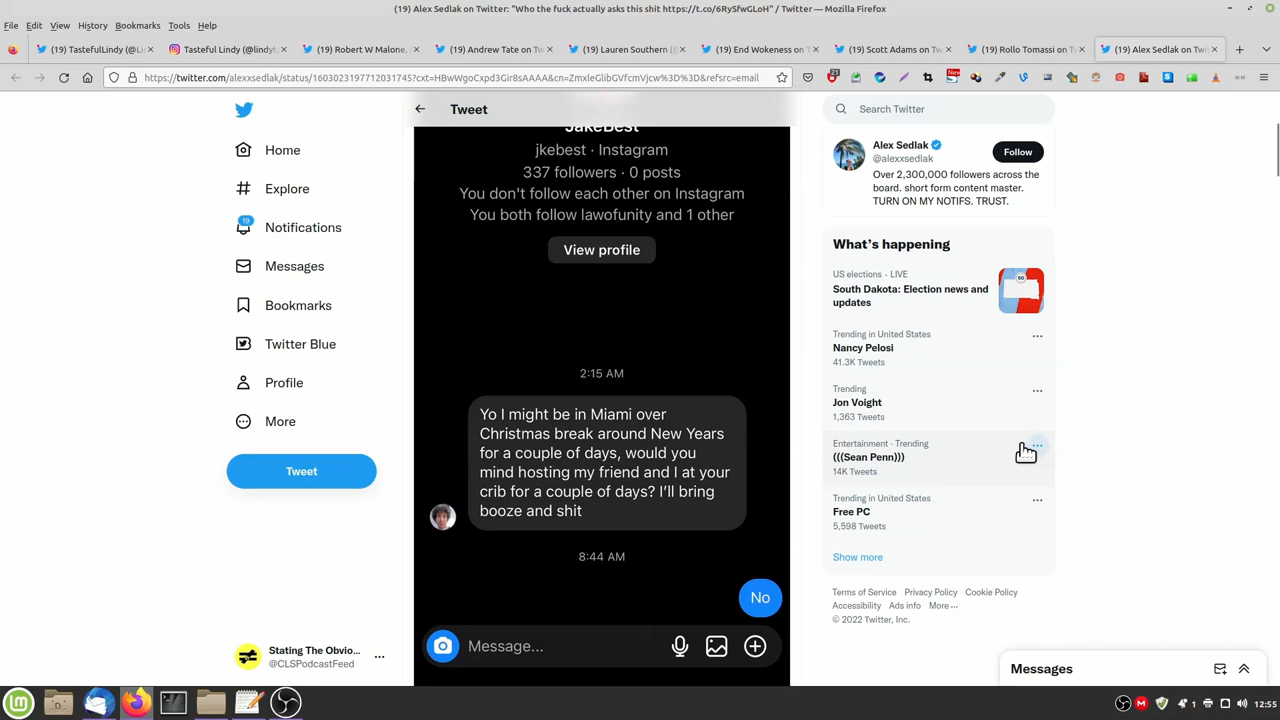 (19) Alex Sedlak on Twitter: "Who the fuck actually asks this shit https://t.co/6RySfwGLoH" / Twitter — Mozilla Firefox
File Edit View History Bookmarks Tools Help
(19) TastefulLindy (@Li
Tasteful Lindy (@lindyt
(19) Robert W Malone,
(19) Andrew Tate on Tw
(19) Lauren Southern (@
(19) End Wokeness on T
(19) Scott Adams on Tw
(19) Rollo Tomassi on Tw
(19) Alex Sedlak on Twit
https://twitter.com/alexxsedlak/status/1603023197712031745?cxt=HBwWgoCxpd3Gir8sAAAA&cn=ZmxleGlibGVfcmVjcw%3D%3D&refsrc=email
21
New
Home
Explore
19
Notifications
Messages
Bookmarks
Twitter Blue
Profile
More
Tweet
Stating The Obvio...
@CLSPodcastFeed
Tweet
JakeBest
jkebest · Instagram
337 followers · 0 posts
You don't follow each other on Instagram
You both follow lawofunity and 1 other
View profile
2:15 AM
Yo I might be in Miami over
Christmas break around New Years
for a couple of days, would you
mind hosting my friend and I at your
crib for a couple of days? I'll bring
booze and shit
8:44 AM
No
Message...
Search Twitter
Alex Sedlak
@alexxsedlak
Follow
Over 2,300,000 followers across the
board. short form content master.
TURN ON MY NOTIFS. TRUST.
What's happening
US elections · LIVE
South Dakota: Election news and
updates
Trending in United States
Nancy Pelosi
41.3K Tweets
Trending
Jon Voight
1,363 Tweets
Entertainment · Trending
(((Sean Penn)))
14K Tweets
Trending in United States
Free PC
5,598 Tweets
Show more
Terms of Service Privacy Policy Cookie Policy
Accessibility Ads info More ···
© 2022 Twitter, Inc.
Messages
1
12:55